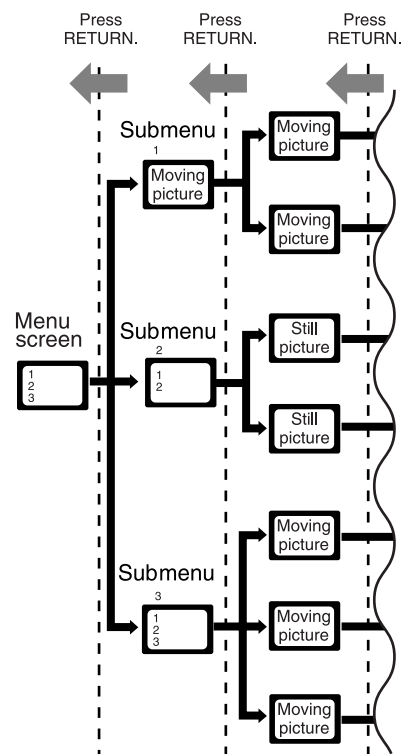 Press
RETURN.
Press
RETURN.
Press
RETURN.
Submenu
1
Moving
picture
Moving
picture
Moving
picture
Menu
screen
1
2
3
Submenu
2
1
2
Still
picture
Still
picture
Submenu
3
1
2
3
Moving
picture
Moving
picture
Moving
picture